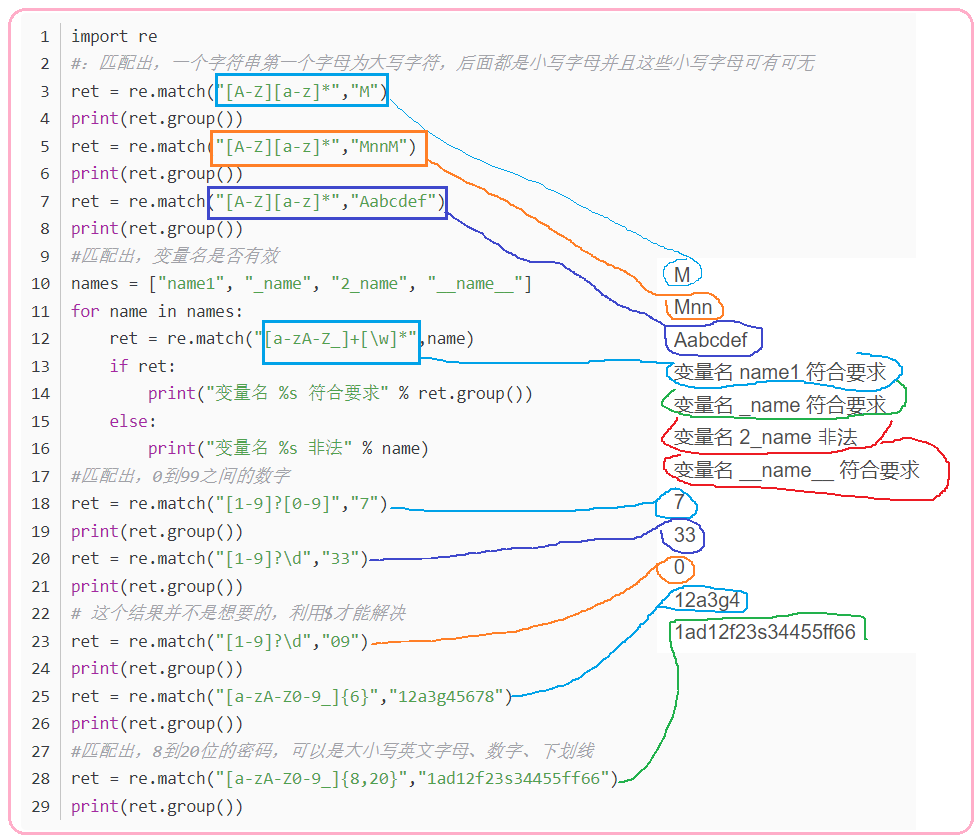 1 import re
2 #：匹配出，一个字符串第一个字母为大写字符，后面都是小写字母并且这些小写字母可有可无
3 ret = re.match("[A-Z][a-z]*","M")
4 print(ret.group())
5 ret = re.match("[A-Z][a-z]*","MnnM")
6 print(ret.group())
7 ret = re.match("[A-Z][a-z]*","Aabcdef")
8 print(ret.group())
9 #匹配出，变量名是否有效
10 names = ["name1", "_name", "2_name", "__name__"]
11 for name in names:
12 ret = re.match("[a-zA-Z_]+[\w]*",name)
13 if ret:
14 print("变量名 %s 符合要求" % ret.group())
15 else:
16 print("变量名 %s 非法" % name)
17 #匹配出，0到99之间的数字
18 ret = re.match("[1-9]?[0-9]","7")
19 print(ret.group())
20 ret = re.match("[1-9]?\d","33")
21 print(ret.group())
22 # 这个结果并不是想要的，利用$才能解决
23 ret = re.match("[1-9]?\d","09")
24 print(ret.group())
25 ret = re.match("[a-zA-Z0-9_]{6}","12a3g45678")
26 print(ret.group())
27 #匹配出，8到20位的密码，可以是大小写英文字母、数字、下划线
28 ret = re.match("[a-zA-Z0-9_]{8,20}","1ad12f23s34455ff66")
29 print(ret.group())
M
Mnn
Aabcdef
变量名 name1 符合要求
变量名 _name 符合要求
变量名 2_name 非法
变量名 __name__ 符合要求
7
33
0
12a3g4
1ad12f23s34455ff66